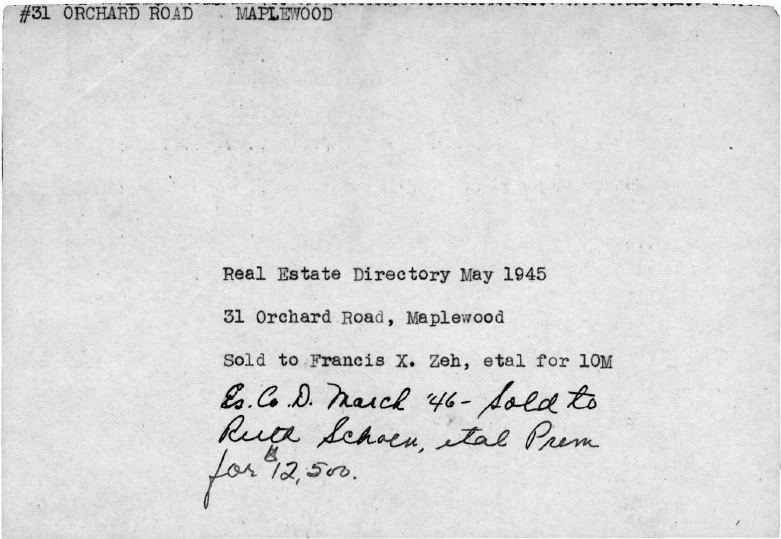 #31 ORCHARD ROAD MAPLEWOOD
Real Estate Directory May 1945
31 Orchard Road, Maplewood
Sold to Francis X. Zeh, etal for 10M
Es. Co. D. March '46 - Sold to
Ruth Schoen, etal Prem
for $12,500.